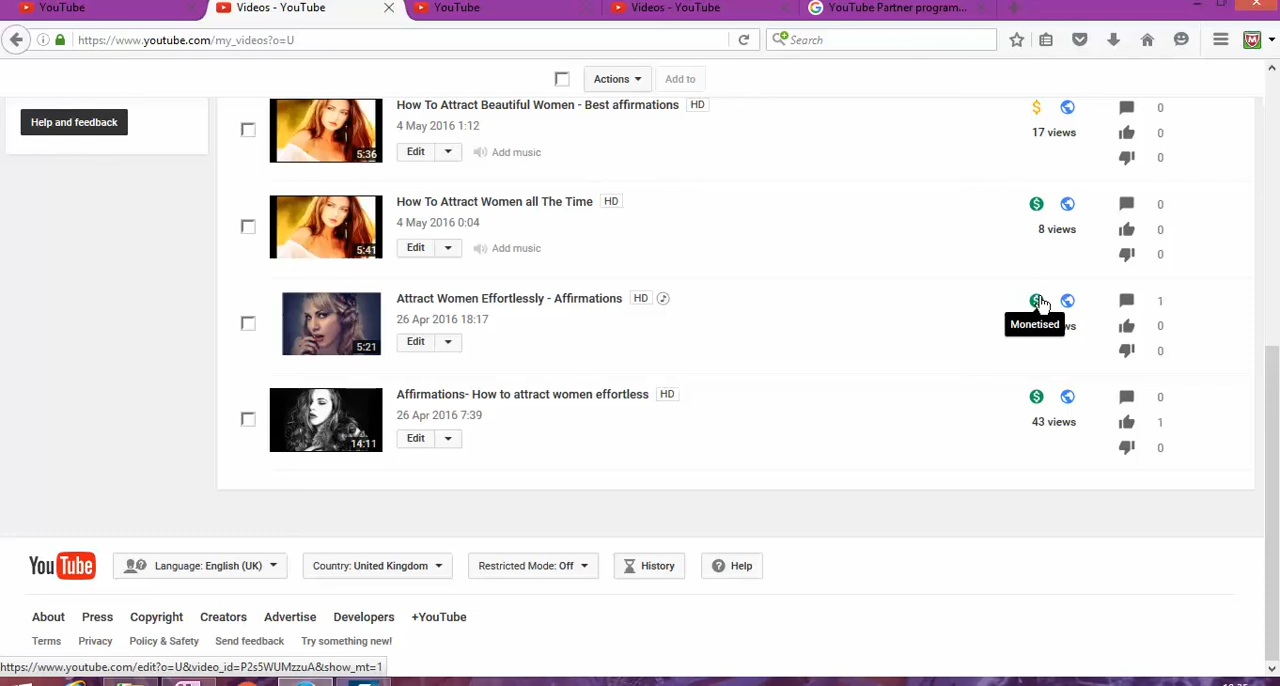 YouTube
Videos - YouTube
YouTube
Videos - YouTube
YouTube Partner program...
https://www.youtube.com/my_videos?o=U
Search
Actions
Add to
Help and feedback
How To Attract Beautiful Women - Best affirmations HD
4 May 2016 1:12
5:36
Edit
Add music
17 views
0
0
0
How To Attract Women all The Time HD
4 May 2016 0:04
5:41
Edit
Add music
8 views
0
0
0
Attract Women Effortlessly - Affirmations HD
26 Apr 2016 18:17
5:21
Edit
Monetised
1
0
0
Affirmations- How to attract women effortless HD
26 Apr 2016 7:39
14:11
Edit
43 views
0
1
0
YouTube
Language: English (UK)
Country: United Kingdom
Restricted Mode: Off
History
Help
About Press Copyright Creators Advertise Developers +YouTube
Terms Privacy Policy & Safety Send feedback Try something new!
https://www.youtube.com/edit?o=U&video_id=P2s5WUMzzuA&show_mt=1